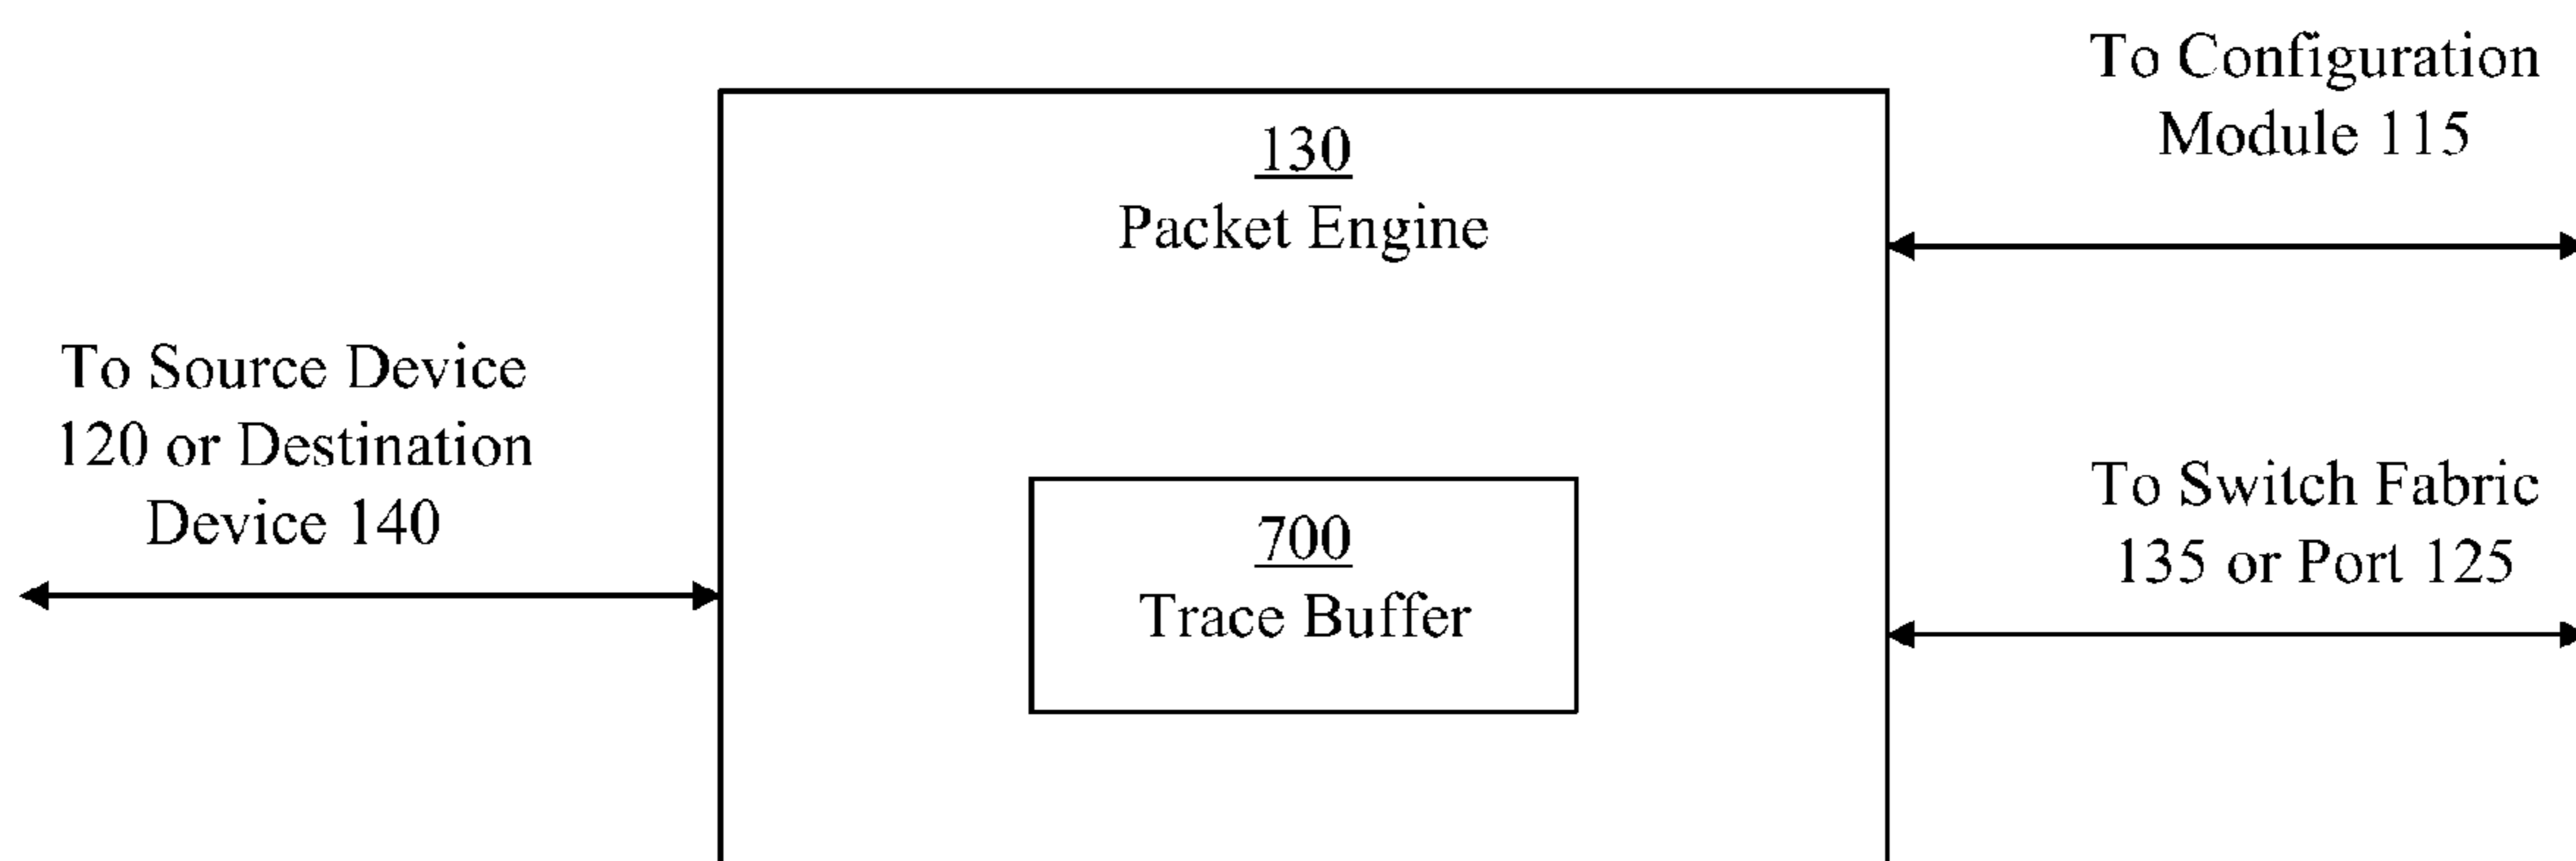 To Configuration
Module 115
130
Packet Engine
To Source Device
120 or Destination
Device 140
To Switch Fabric
135 or Port 125
700
Trace Buffer